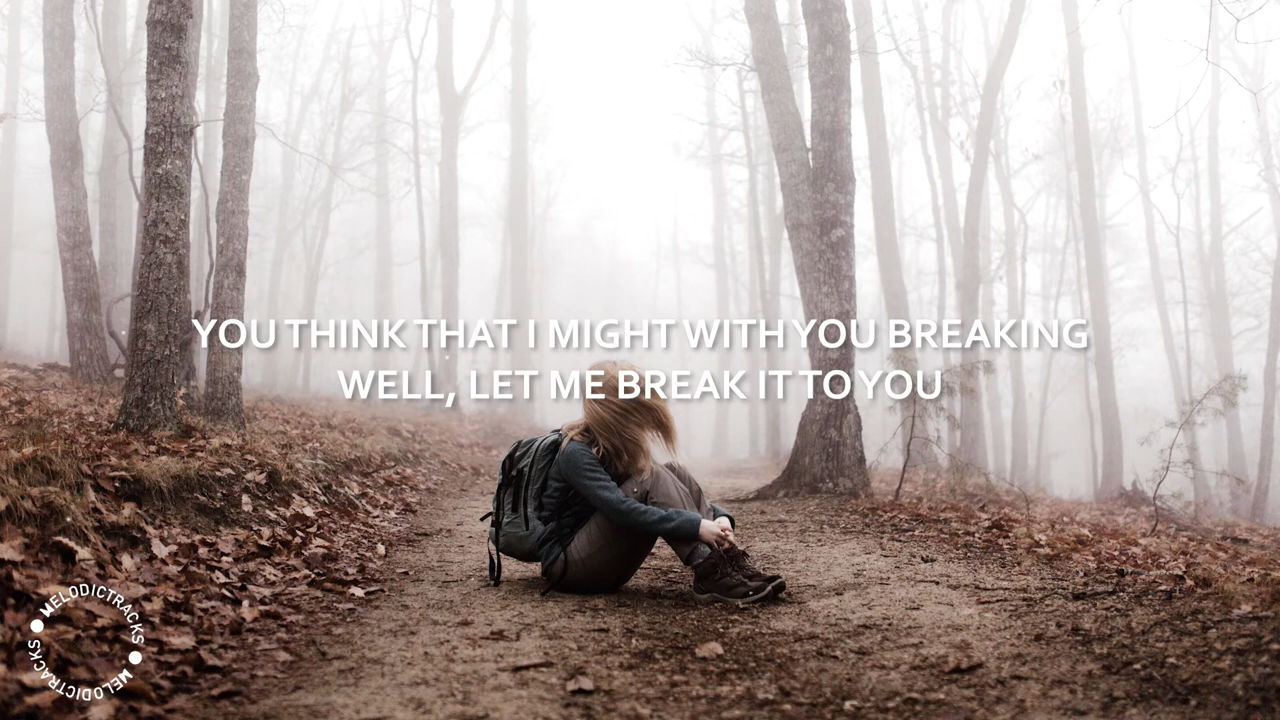 YOU THINK THAT I MIGHT WITH YOU BREAKING
WELL, LET ME BREAK IT TO YOU
MELODICTRACKS
MELODICTRACKS